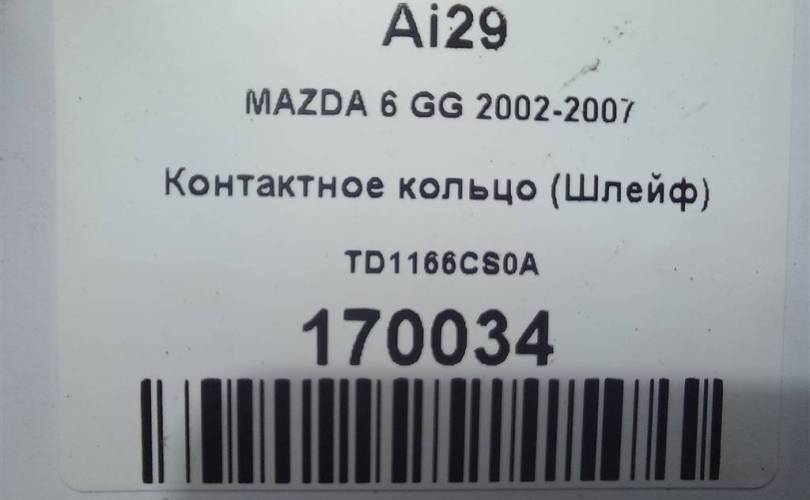 Ai29
MAZDA 6 GG 2002-2007
Контактное кольцо (Шлейф)
TD1166CS0A
170034